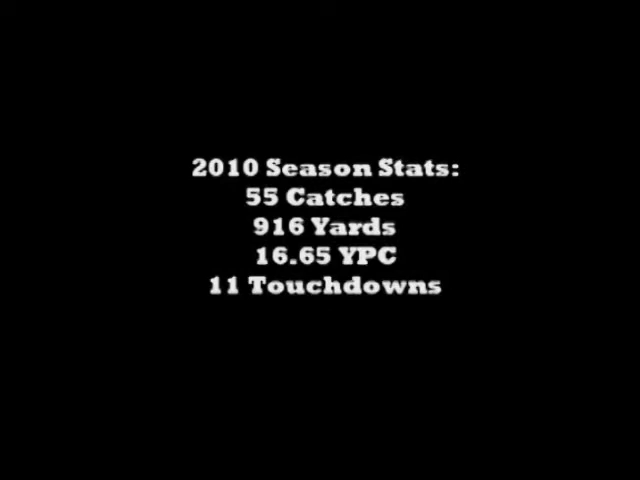 2010 Season Stats:
55 Catches
916 Yards
16.65 YPC
11 Touchdowns